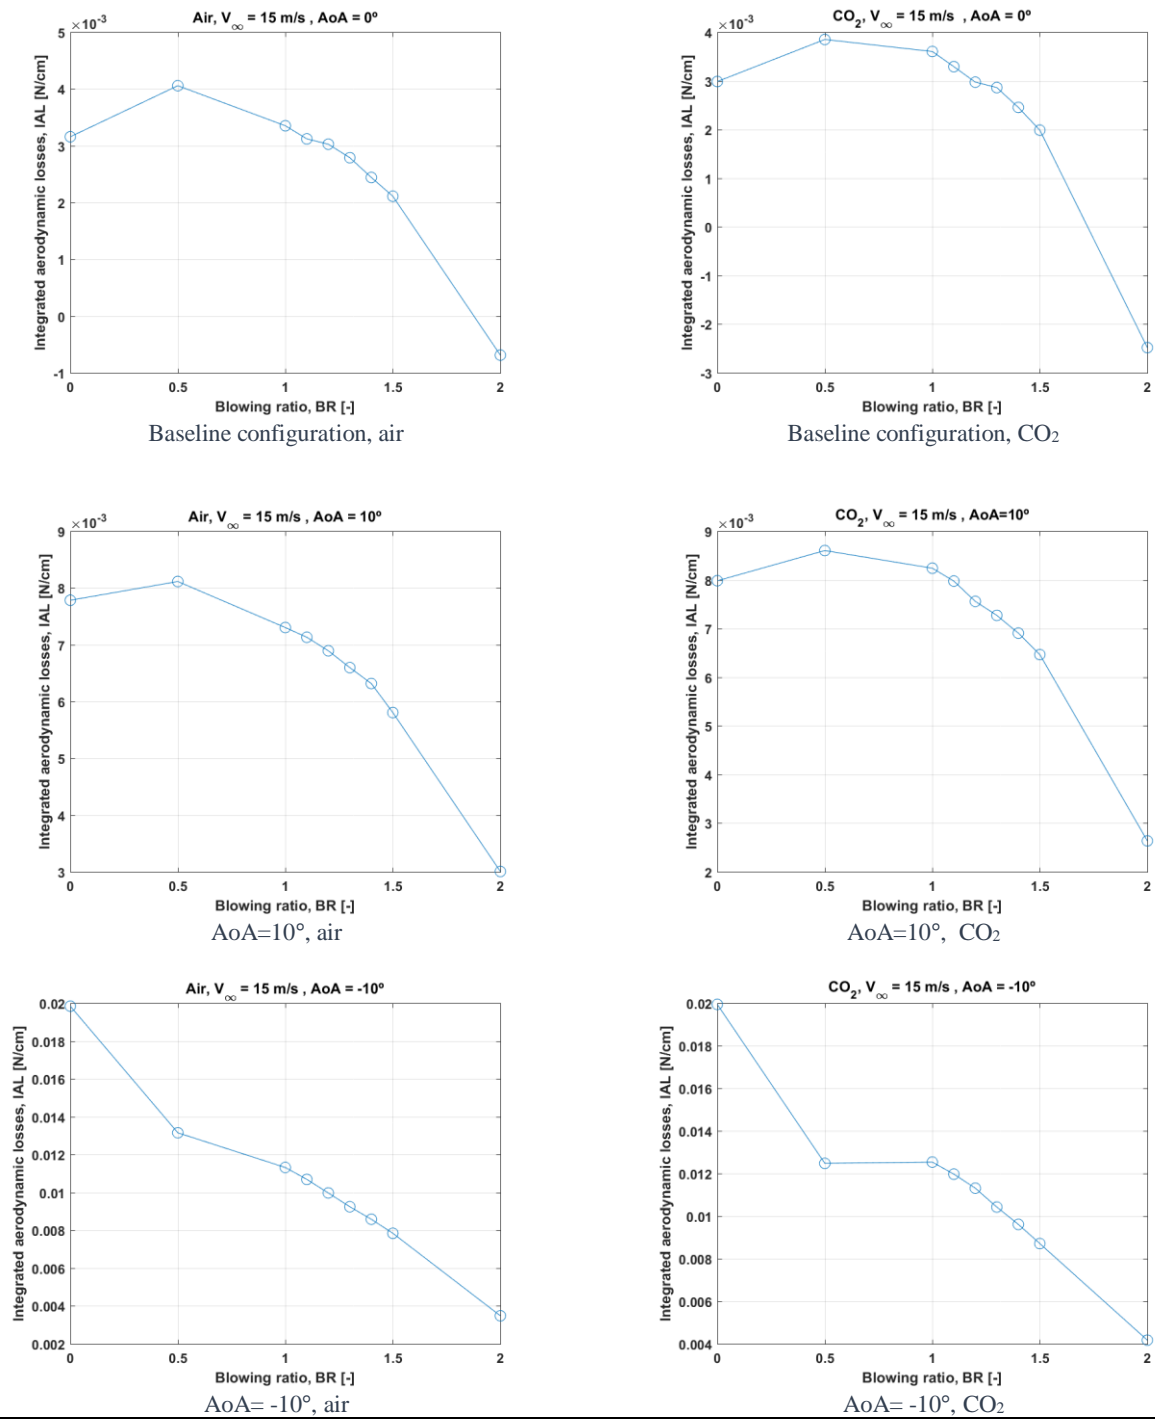 Air, V∞ = 15 m/s , AoA = 0º
×10-3
5
4
3
2
1
0
-1
0 0.5 1 1.5 2
Integrated aerodynamic losses, IAL [N/cm]
Blowing ratio, BR [-]
Baseline configuration, air
CO2, V∞ = 15 m/s , AoA = 0º
×10-3
4
3
2
1
0
-1
-2
-3
0 0.5 1 1.5 2
Integrated aerodynamic losses, IAL [N/cm]
Blowing ratio, BR [-]
Baseline configuration, CO2
Air, V∞ = 15 m/s , AoA = 10º
×10-3
9
8
7
6
5
4
3
0 0.5 1 1.5 2
Integrated aerodynamic losses, IAL [N/cm]
Blowing ratio, BR [-]
AoA=10°, air
CO2, V∞ = 15 m/s , AoA=10º
×10-3
9
8
7
6
5
4
3
2
0 0.5 1 1.5 2
Integrated aerodynamic losses, IAL [N/cm]
Blowing ratio, BR [-]
AoA=10°, CO2
Air, V∞ = 15 m/s , AoA = -10º
0.02
0.018
0.016
0.014
0.012
0.01
0.008
0.006
0.004
0.002
0 0.5 1 1.5 2
Integrated aerodynamic losses, IAL [N/cm]
Blowing ratio, BR [-]
AoA= -10°, air
CO2, V∞ = 15 m/s , AoA = -10º
0.02
0.018
0.016
0.014
0.012
0.01
0.008
0.006
0.004
0 0.5 1 1.5 2
Integrated aerodynamic losses, IAL [N/cm]
Blowing ratio, BR [-]
AoA= -10°, CO2